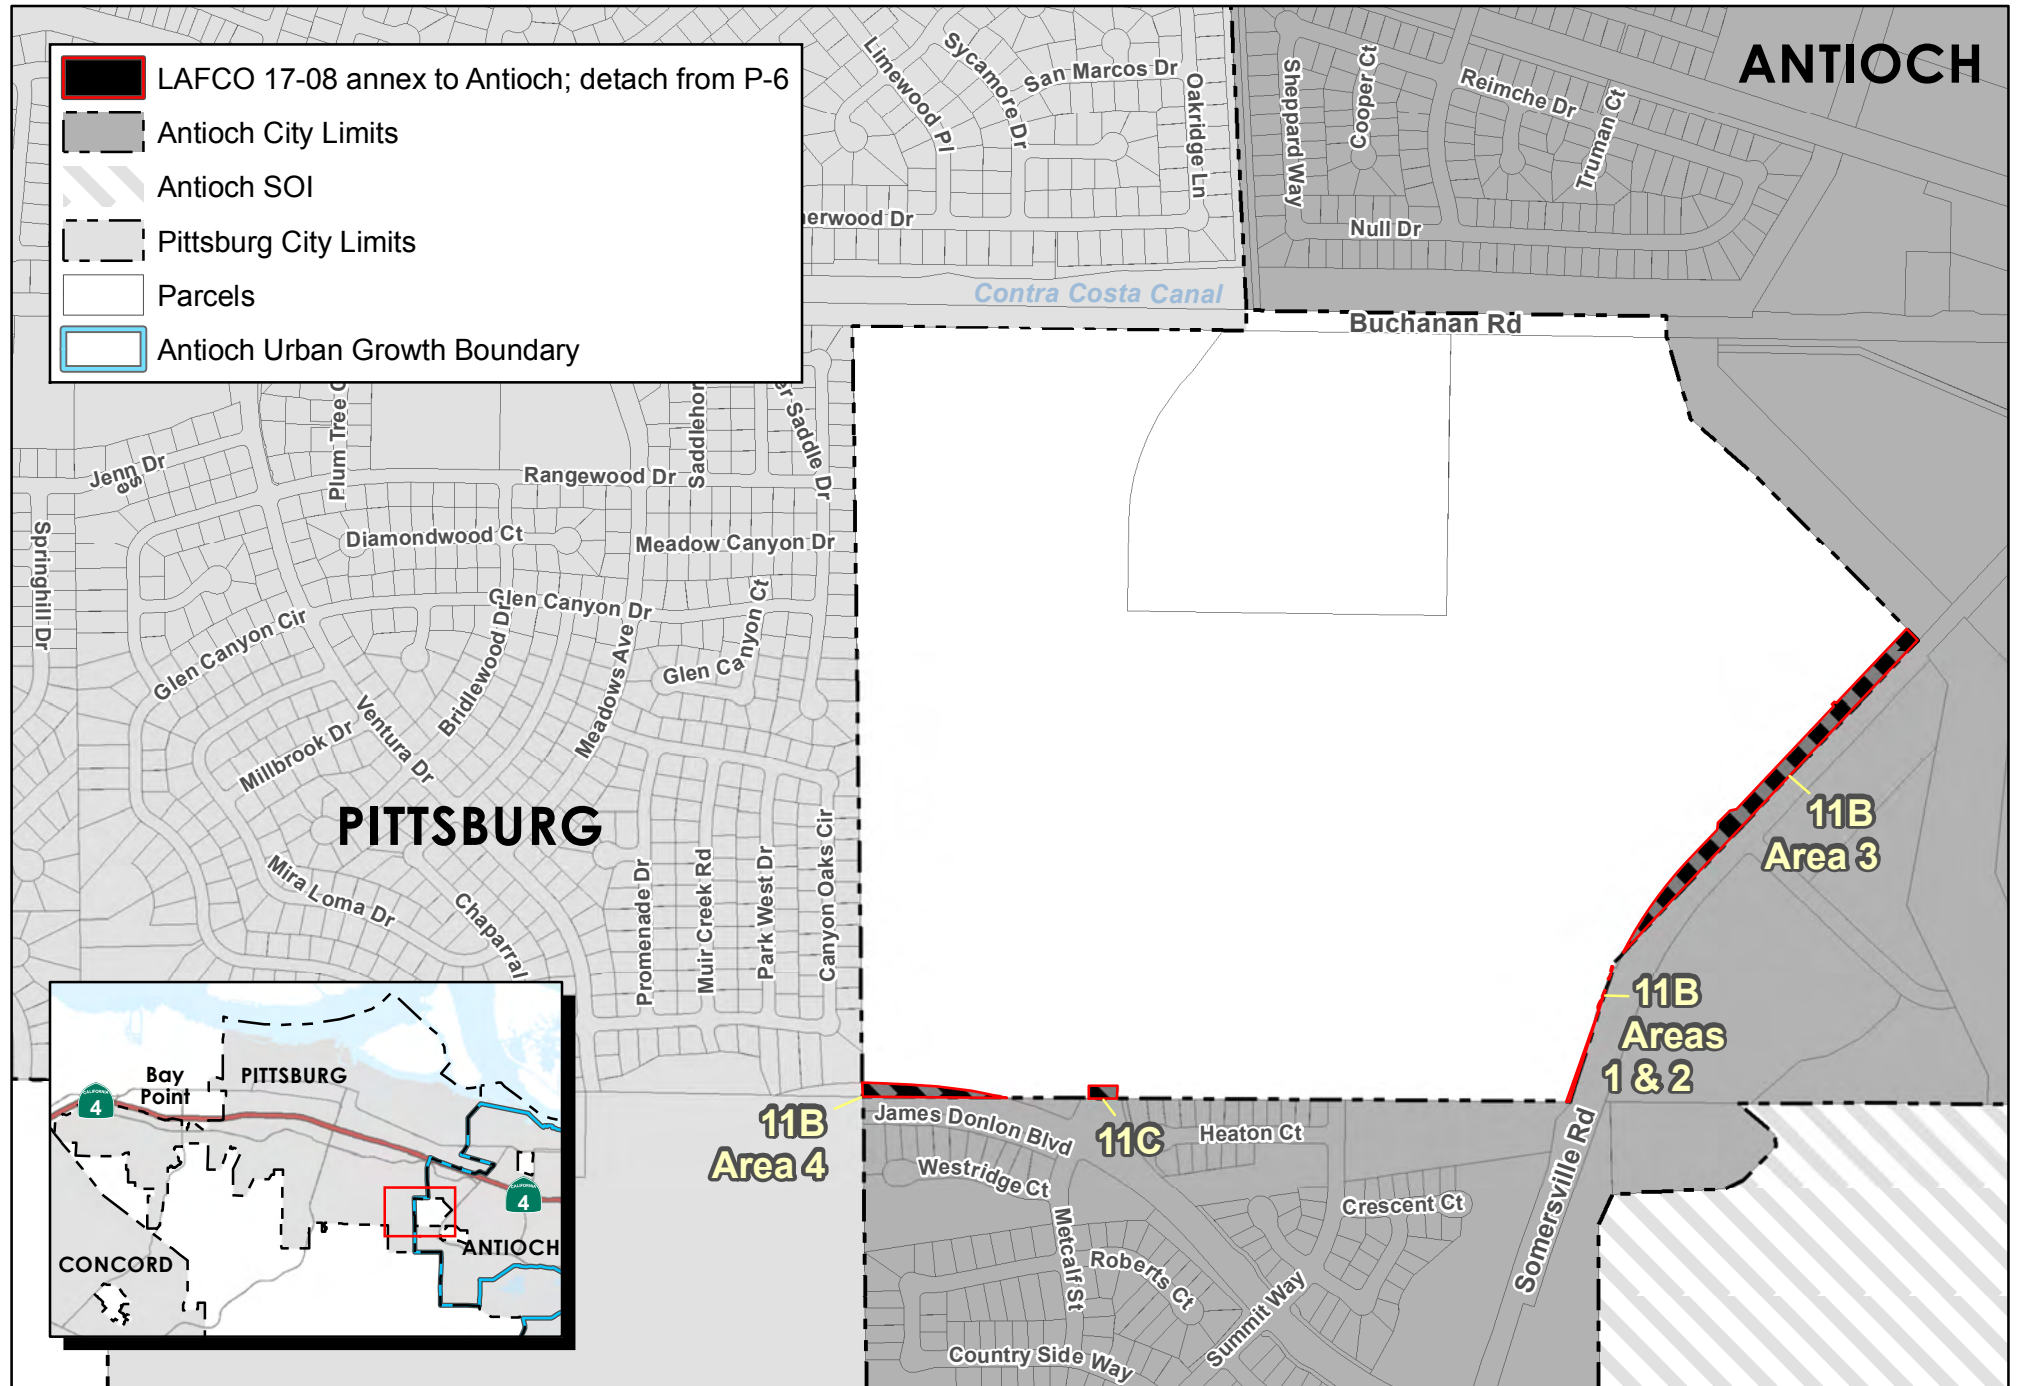 LAFCO 17-08 annex to Antioch; detach from P-6
Antioch City Limits
Antioch SOI
Pittsburg City Limits
Parcels
Antioch Urban Growth Boundary
ANTIOCH
Limewood Pl
Sycamore Dr
San Marcos Dr
Oakridge Ln
Sheppard Way
Cooper Ct
Reimche Dr
Truman Ct
Null Dr
erwood Dr
Contra Costa Canal
Buchanan Rd
Jenn Dr
es
Plum Tree C
Rangewood Dr
Saddlehor
er Saddle Dr
Springhill Dr
Diamondwood Ct
Meadow Canyon Dr
Glen Canyon Dr
Glen Canyon Cir
Bridlewood Dr
Meadows Ave
Glen Canyon Ct
Ventura Dr
Millbrook Dr
PITTSBURG
Mira Loma Dr
Chaparral
Promenade Dr
Muir Creek Rd
Park West Dr
Canyon Oaks Cir
11B
Area 3
11B
Areas
1 & 2
11B
Area 4
11C
James Donlon Blvd
Heaton Ct
Westridge Ct
Crescent Ct
Metcalf St
Roberts Ct
Summit Way
Somersville Rd
Country Side Way
Bay
Point
PITTSBURG
CALIFORNIA
4
CALIFORNIA
4
ANTIOCH
CONCORD